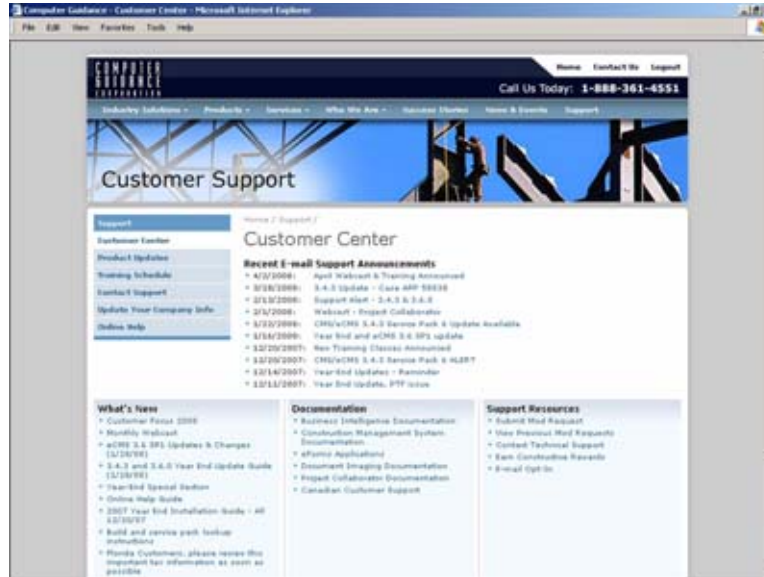 Computer Guidance - Customer Center - Microsoft Internet Explorer
File Edit View Favorites Tools Help
COMPUTER
GUIDANCE
CORPORATION
Home Contact Us Logout
Call Us Today: 1-888-361-4551
Industry Solutions Products Services Who We Are Success Stories News & Events Support
Customer Support
Support
Customer Center
Product Updates
Training Schedule
Contact Support
Update Your Company Info
Online Help
Home / Support /
Customer Center
Recent E-mail Support Announcements
4/2/2008: April Webcast & Training Announced
3/18/2008: 3.4.3 Update - Case APP
2/13/2008: Support Alert - 3.4.3 & 3.6.0
2/1/2008: Webcast - Project Collaborator
1/22/2008: CMS/eCMS 3.4.3 Service Pack 6 Update Available
1/16/2008: Year End and eCMS 3.6 SP1 update
12/20/2007: New Training Classes Announced
12/20/2007: CMS/eCMS 3.4.3 Service Pack 6 ALERT
12/14/2007: Year-End Updates - Reminder
12/11/2007: Year End Update, PTF issue
What's New
Customer Focus 2008
Monthly Webcast
eCMS 3.6 SP1 Updates & Changes
3.4.3 and 3.6.0 Year End Update Guide
Year-End Special Section
Online Help Guide
2007 Year End Installation Guide - All
Build and service pack lookup
instructions
Florida Customers, please review this
important tax information as soon as
possible
Documentation
Business Intelligence Documentation
Construction Management System
Documentation
eForms Applications
Document Imaging Documentation
Project Collaborator Documentation
Canadian Customer Support
Support Resources
Submit Mod Request
View Previous Mod Requests
Contact Technical Support
Earn Constructive Rewards
E-mail Opt-In